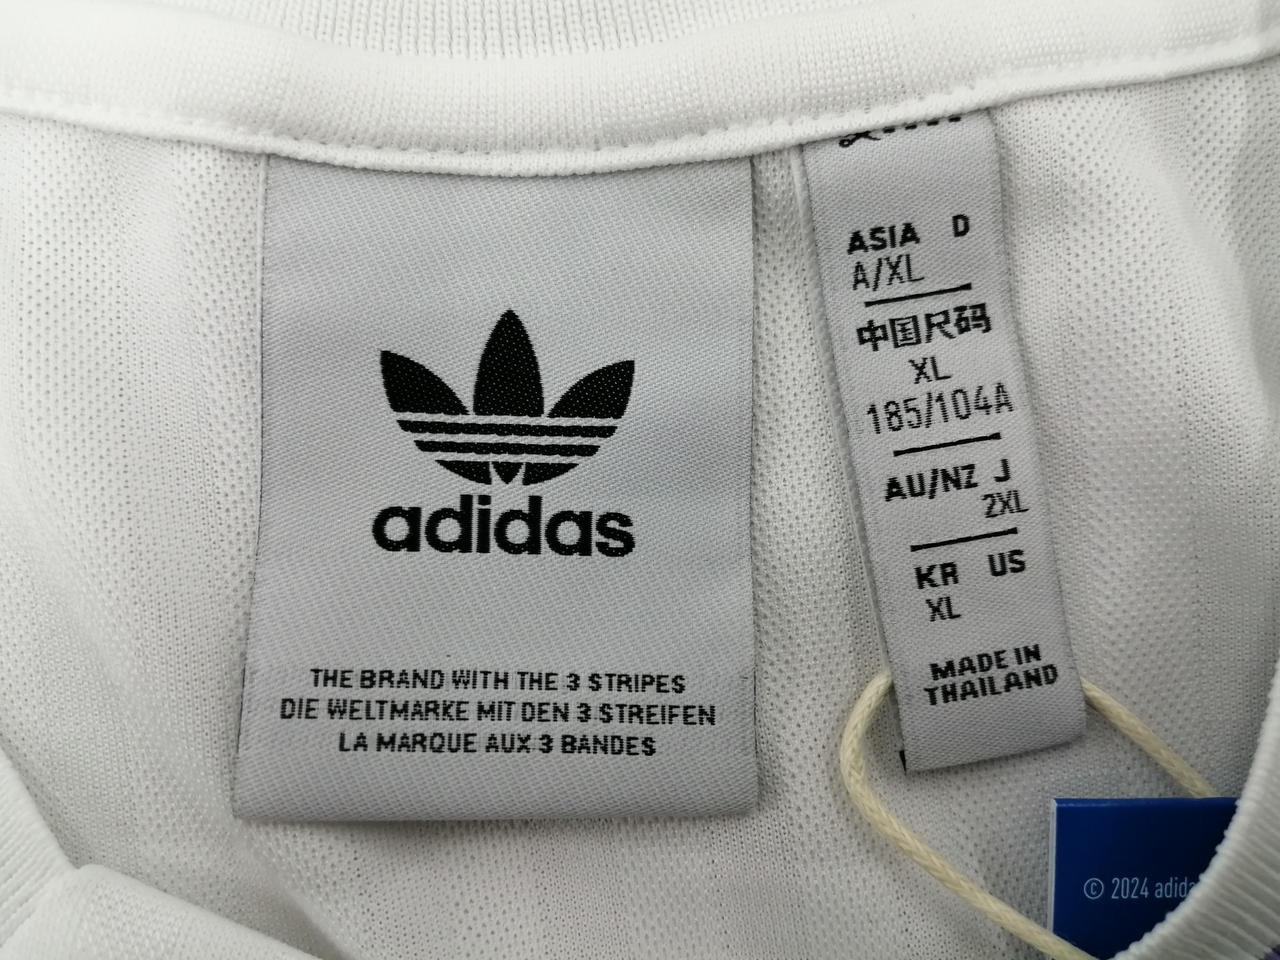 adidas
THE BRAND WITH THE 3 STRIPES
DIE WELTMARKE MIT DEN 3 STREIFEN
LA MARQUE AUX 3 BANDES
ASIA D
A/XL
中国尺码
XL
185/104A
AU/NZ J
2XL
KR US
XL
MADE IN
THAILAND
© 2024